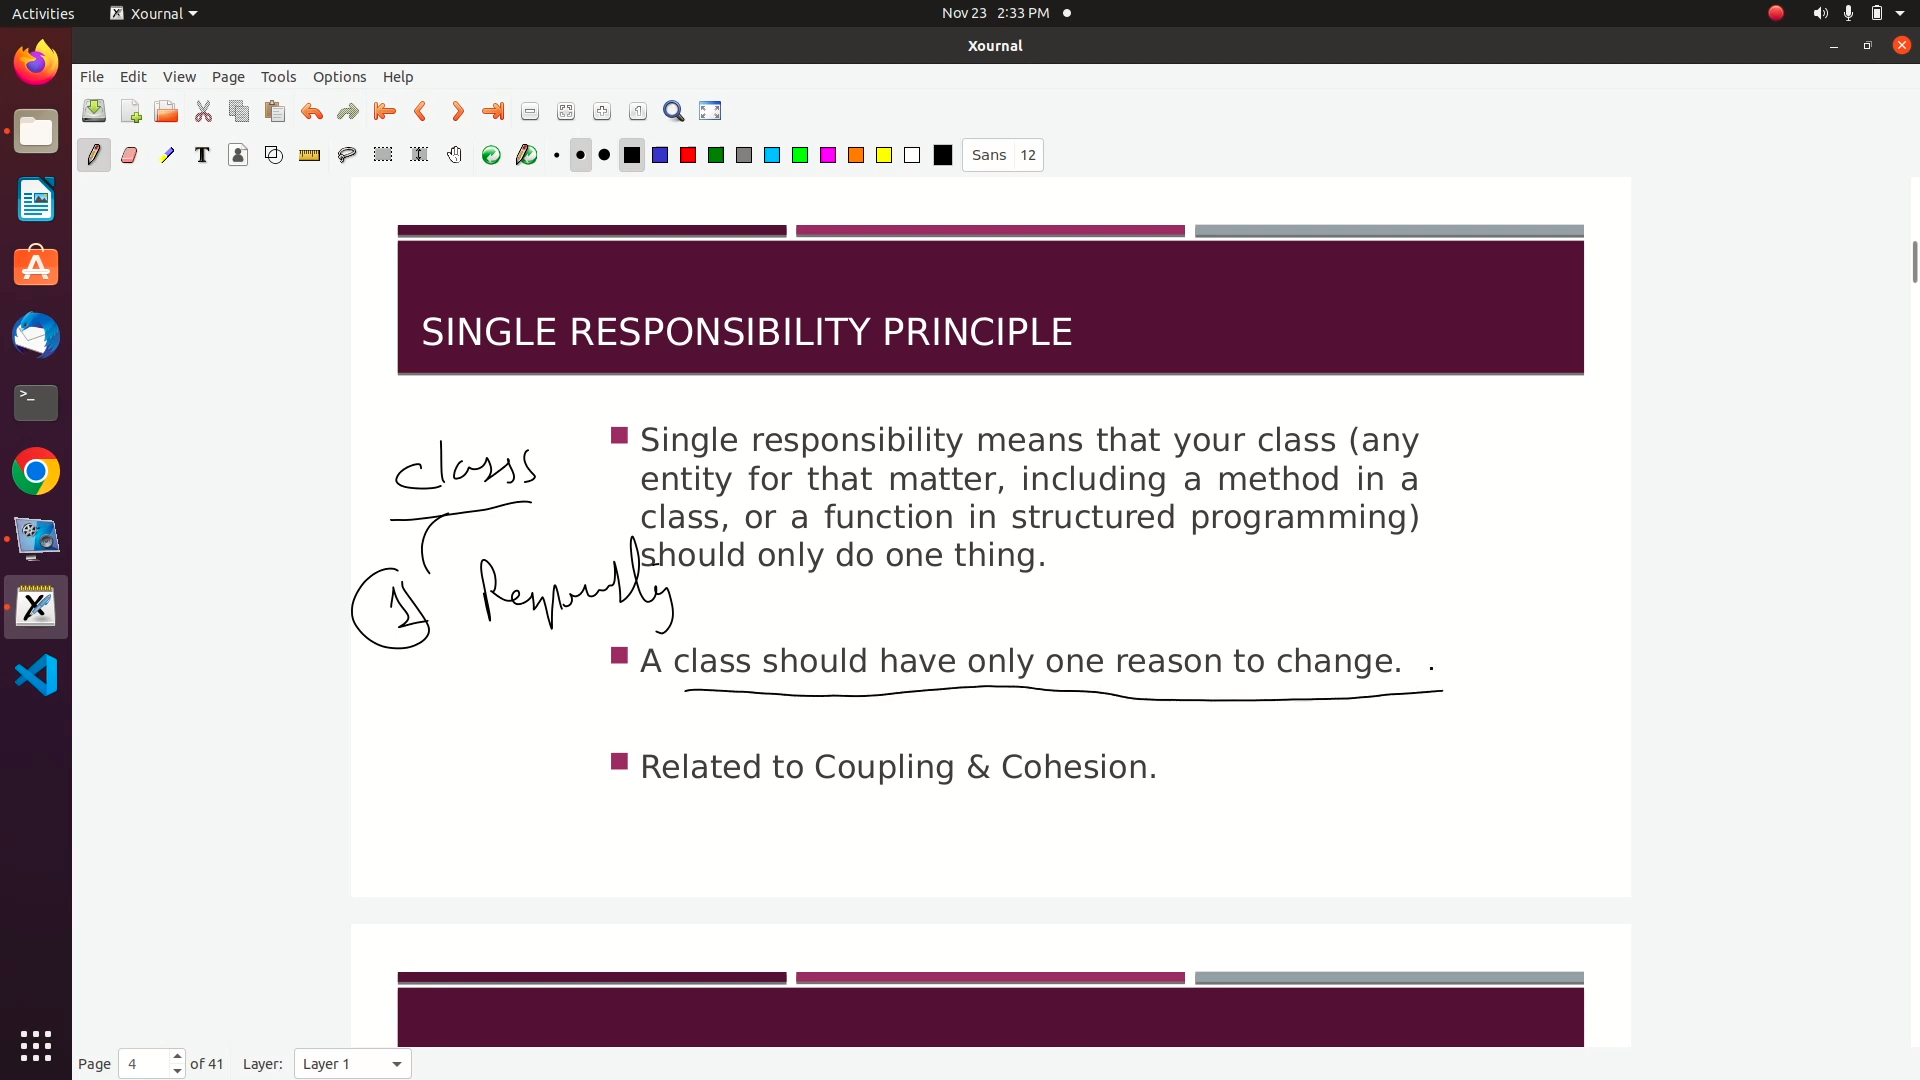 Activities Xournal Nov 23 2:33 PM
Xournal
File Edit View Page Tools Options Help
Sans 12
SINGLE RESPONSIBILITY PRINCIPLE
Single responsibility means that your class (any
entity for that matter, including a method in a
class, or a function in structured programming)
should only do one thing.
class
1
A class should have only one reason to change.
Related to Coupling & Cohesion.
Page 4 of 41 Layer: Layer 1